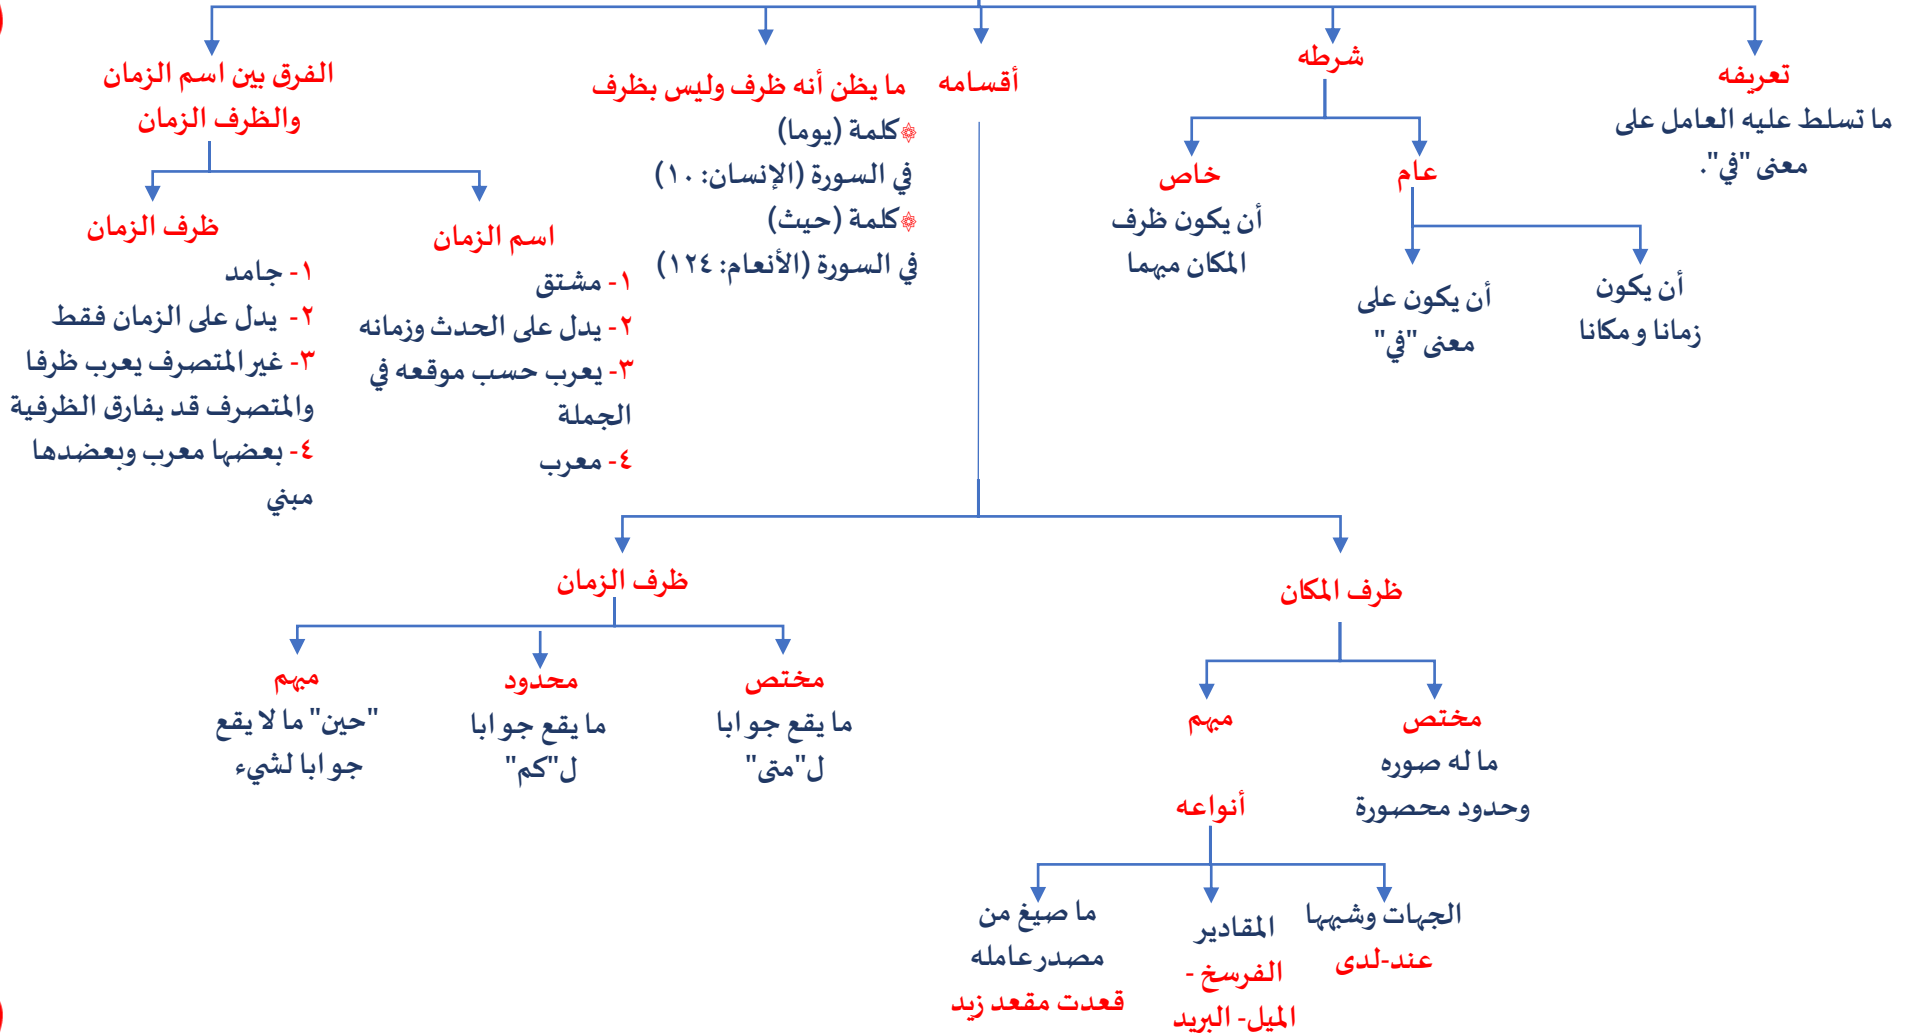 تعريفه
ما تسلط عليه العامل على
معنى "في".
شرطه
عام
أن يكون
زمانا ومكانا
أن يكون على
معنى "في"
خاص
أن يكون ظرف
المكان مبهما
أقسامه
ظرف المكان
مختص
ما له صوره
وحدود محصورة
مبهم
أنواعه
الجهات وشبهها
عند-لدى
المقادير
الفرسخ -
الميل- البريد
ما صيغ من
مصدر عامله
قعدت مقعد زيد
ظرف الزمان
مختص
ما يقع جوابا
ل"متى"
محدود
ما يقع جوابا
ل"كم"
مبهم
"حين" ما لا يقع
جوابا لشيء
ما يظن أنه ظرف وليس بظرف
كلمة (يوما)
في السورة (الإنسان: ١٠)
كلمة (حيث)
في السورة (الأنعام: ١٢٤)
الفرق بين اسم الزمان
والظرف الزمان
اسم الزمان
١- مشتق
٢- يدل على الحدث وزمانه
٣- يعرب حسب موقعه في
الجملة
٤- معرب
ظرف الزمان
١- جامد
٢- يدل على الزمان فقط
٣- غير المتصرف يعرب ظرفا
والمتصرف قد يفارق الظرفية
٤- بعضها معرب وبعضدها
مبني